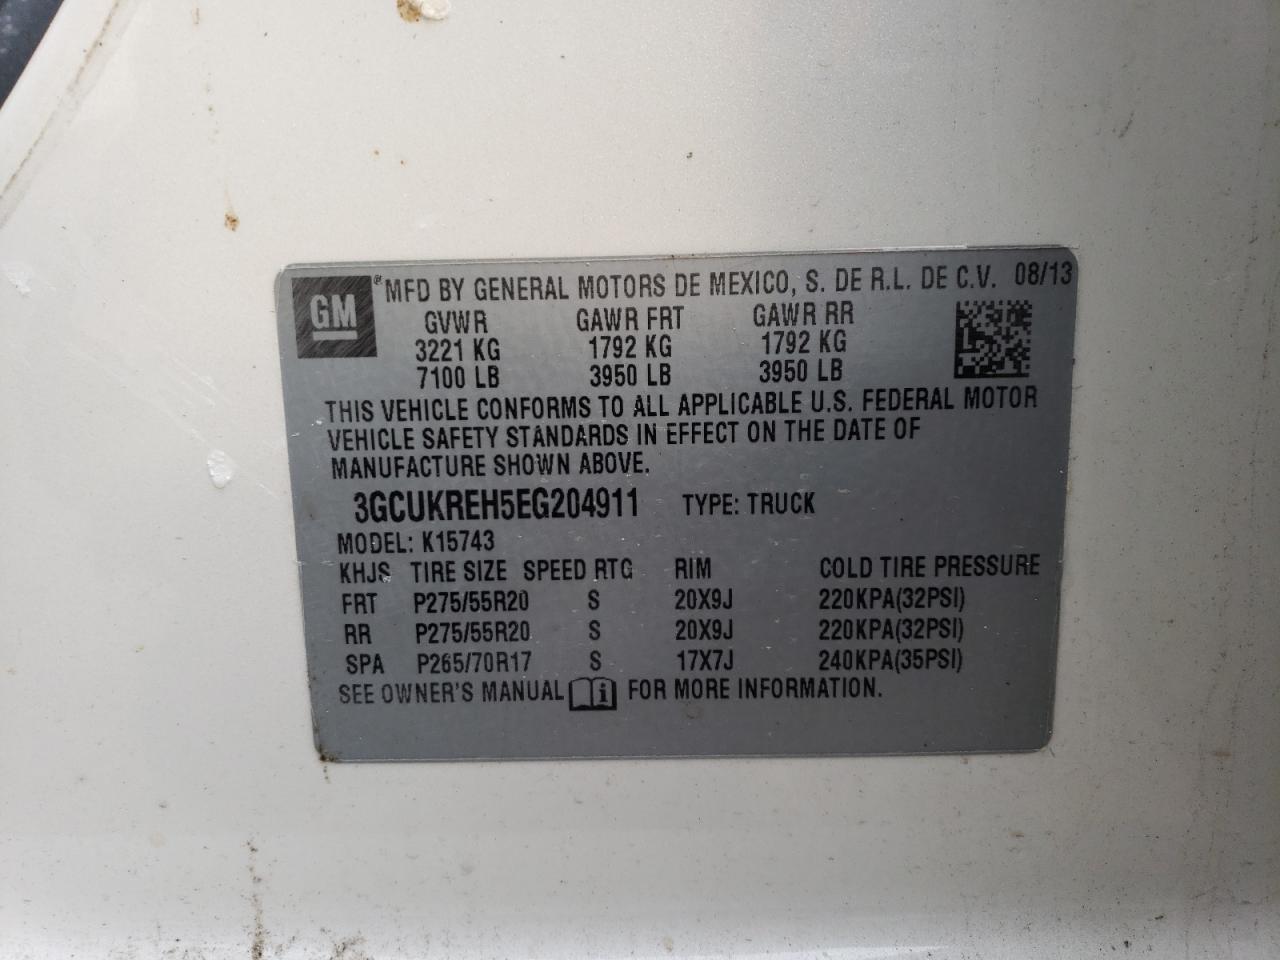 GM ® MFD BY GENERAL MOTORS DE MEXICO, S. DE R.L. DE C.V. 08/13
GVWR GAWR FRT GAWR RR
3221 KG 1792 KG 1792 KG
7100 LB 3950 LB 3950 LB
THIS VEHICLE CONFORMS TO ALL APPLICABLE U.S. FEDERAL MOTOR
VEHICLE SAFETY STANDARDS IN EFFECT ON THE DATE OF
MANUFACTURE SHOWN ABOVE.
3GCUKREH5EG204911 TYPE: TRUCK
MODEL: K15743
KHJS TIRE SIZE SPEED RTG RIM COLD TIRE PRESSURE
FRT P275/55R20 S 20X9J 220KPA(32PSI)
RR P275/55R20 S 20X9J 220KPA(32PSI)
SPA P265/70R17 S 17X7J 240KPA(35PSI)
SEE OWNER'S MANUAL i FOR MORE INFORMATION.